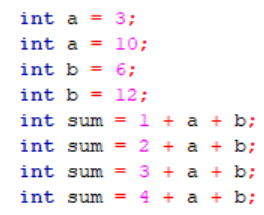 int a = 3;
int a = 10;
int b = 6;
int b = 12;
int sum = 1 + a + b;
int sum = 2 + a + b;
int sum = 3 + a + b;
int sum = 4 + a + b;